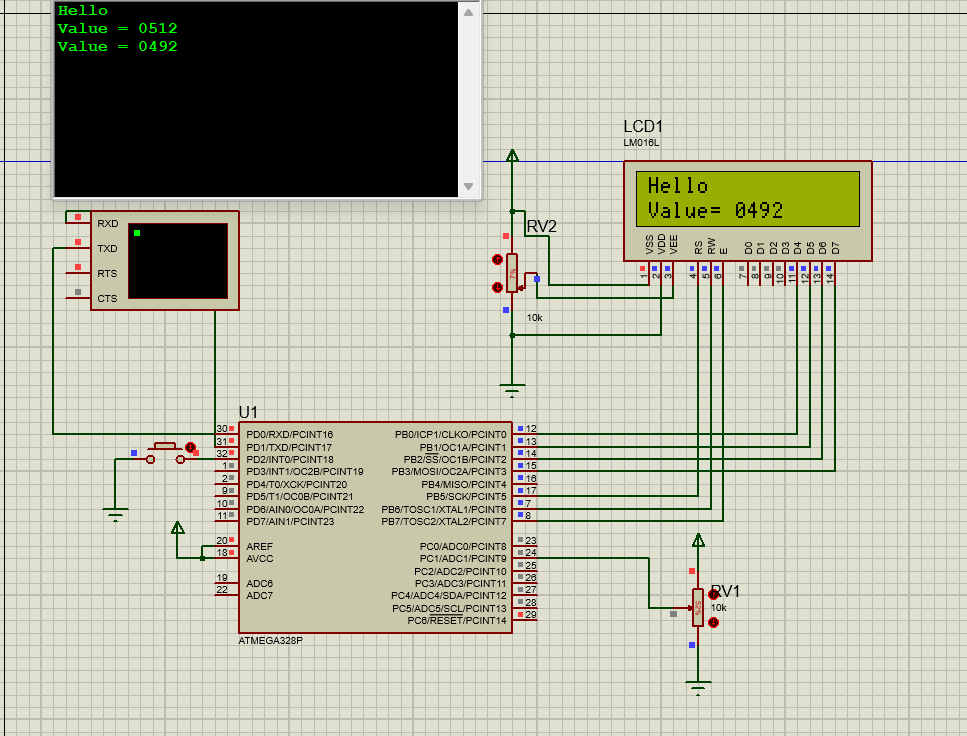 Hello
Value = 0512
Value = 0492
LCD1
LM016L
Hello
Value= 0492
VSS
VDD
VEE
RS
RW
E
D0
D1
D2
D3
D4
D5
D6
D7
1
2
3
4
5
6
7
8
9
10
11
12
13
14
RXD
TXD
RTS
CTS
RV2
7%
10k
U1
30 PD0/RXD/PCINT16
31 PD1/TXD/PCINT17
32 PD2/INT0/PCINT18
1 PD3/INT1/OC2B/PCINT19
2 PD4/T0/XCK/PCINT20
9 PD5/T1/OC0B/PCINT21
10 PD6/AIN0/OC0A/PCINT22
11 PD7/AIN1/PCINT23
20 AREF
18 AVCC
19 ADC6
22 ADC7
PB0/ICP1/CLKO/PCINT0 12
PB1/OC1A/PCINT1 13
PB2/SS/OC1B/PCINT2 14
PB3/MOSI/OC2A/PCINT3 15
PB4/MISO/PCINT4 16
PB5/SCK/PCINT5 17
PB6/TOSC1/XTAL1/PCINT6 7
PB7/TOSC2/XTAL2/PCINT7 8
PC0/ADC0/PCINT8 23
PC1/ADC1/PCINT9 24
PC2/ADC2/PCINT10 25
PC3/ADC3/PCINT11 26
PC4/ADC4/SDA/PCINT12 27
PC5/ADC5/SCL/PCINT13 28
PC6/RESET/PCINT14 29
ATMEGA328P
RV1
10k